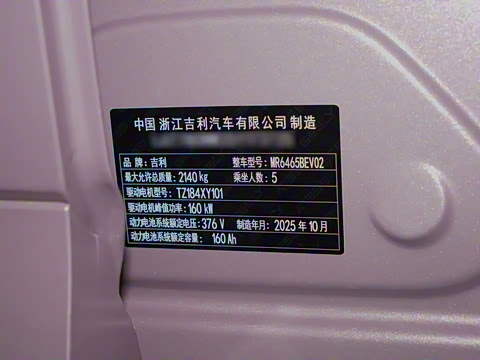 中国 浙江吉利汽车有限公司 制造
品 牌：吉利 整车型号：MR6465BEV02
最大允许总质量：2140 kg 乘坐人数：5
驱动电机型号：TZ184XY101
驱动电机峰值功率：160 kW
动力电池系统额定电压：376 V 制造年月：2025 年 10 月
动力电池系统额定容量： 160 Ah